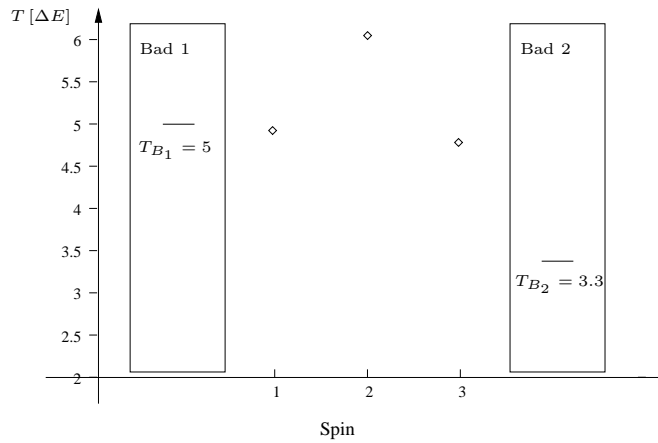 T [ΔE]
6
5.5
5
4.5
4
3.5
3
2.5
2
Bad 1
T_{B_1} = 5
Bad 2
T_{B_2} = 3.3
1 2 3
Spin